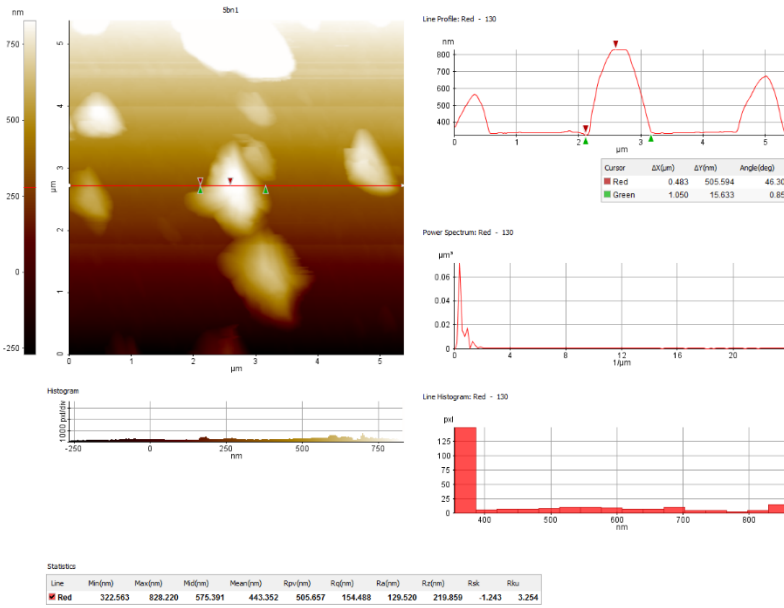 nm
5bn1
750
500
250
0
-250
5
4
3
2
1
0
µm
0
1
2
3
4
5
µm
Line Profile: Red - 130
nm
800
700
600
500
400
0
2
3
4
5
µm
Cursor ΔX(µm) ΔY(nm) Angle(deg)
Red 0.483 505.594 46.30
Green 1.050 15.633 0.85
Power Spectrum: Red - 130
0.06
0.04
0.02
0
0 4 8 12 16 20
1/µm
Histogram
1000 pxl/div
-250 0 250 500 750
nm
Line Histogram: Red - 130
pxl
125
100
75
50
25
0
400 500 600 700 800
nm
Statistics
Line Min(nm) Max(nm) Mid(nm) Mean(nm) Rpv(nm) Rq(nm) Ra(nm) Rz(nm) Rsk Rku
Red 322.563 828.220 575.391 443.352 505.657 154.488 129.520 219.859 -1.243 3.254